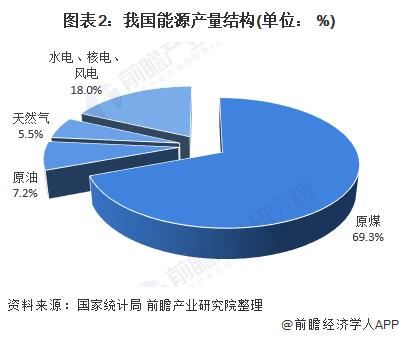 图表2：我国能源产量结构(单位： %)
水电、核电、
风电
18.0%
天然气
5.5%
原油
7.2%
原煤
69.3%
资料来源：国家统计局 前瞻产业研究院整理
@前瞻经济学人APP